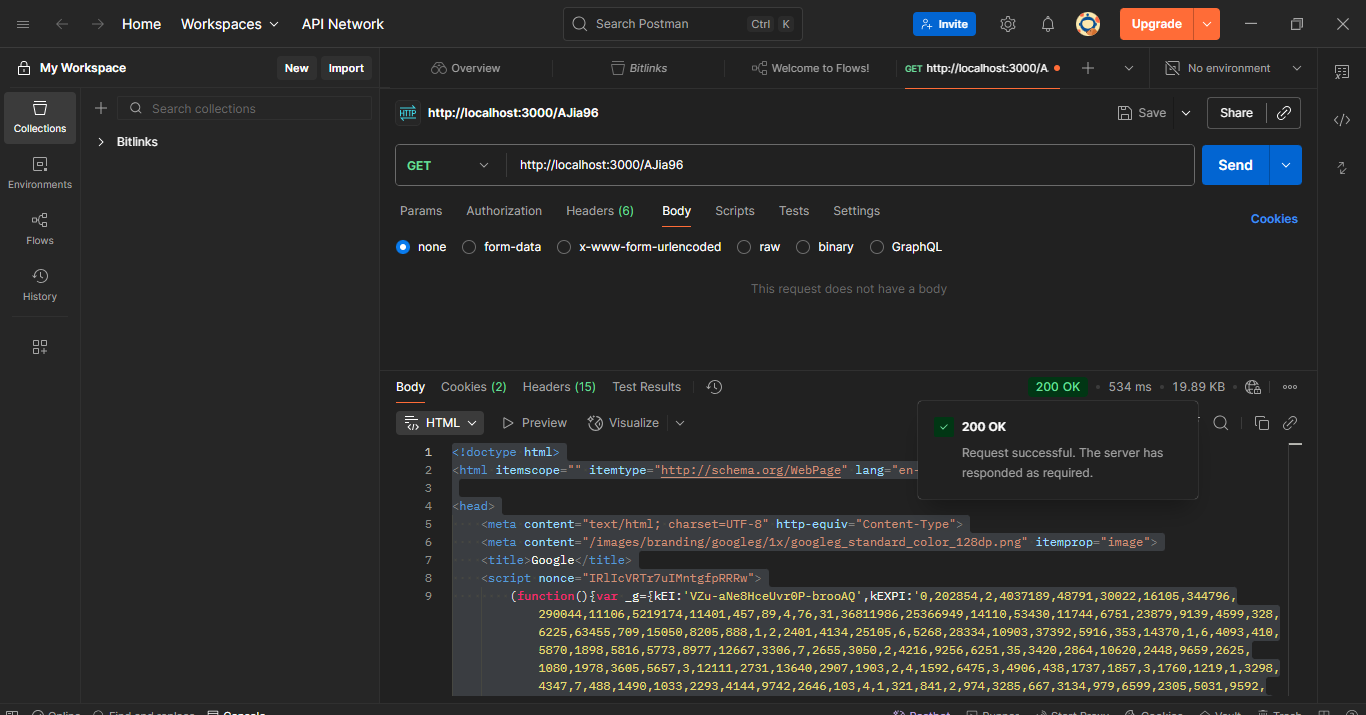 Home Workspaces API Network Search Postman Ctrl K Invite Upgrade
My Workspace New Import Overview Bitlinks Welcome to Flows! GET http://localhost:3000/A. No environment
Collections
Search collections
Bitlinks
Environments
Flows
History
HTTP http://localhost:3000/AJia96 Save Share
GET http://localhost:3000/AJia96 Send
Params Authorization Headers (6) Body Scripts Tests Settings Cookies
none form-data x-www-form-urlencoded raw binary GraphQL
This request does not have a body
Body Cookies (2) Headers (15) Test Results 200 OK 534 ms 19.89 KB
HTML Preview Visualize
200 OK
Request successful. The server has
responded as required.
1 <!doctype html>
2 <html itemscope="" itemtype="http://schema.org/WebPage" lang="en-
3
4 <head>
5 <meta content="text/html; charset=UTF-8" http-equiv="Content-Type">
6 <meta content="/images/branding/googleg/1x/googleg_standard_color_128dp.png" itemprop="image">
7 <title>Google</title>
8 <script nonce="IRlIcVRTr7uIMntgfpRRRw">
9 (function(){var _g={kEI:'VZu-aNe8HceUvr0P-brooAQ',kEXPI:'0,202854,2,4037189,48791,30022,16105,344796,
290044,11106,5219174,11401,457,89,4,76,31,36811986,25366949,14110,53430,11744,6751,23879,9139,4599,328,
6225,63455,709,15050,8205,888,1,2,2401,4134,25105,6,5268,28334,10903,37392,5916,353,14370,1,6,4093,410,
5870,1898,5816,5773,8977,12667,3306,7,2655,3050,2,4216,9256,6251,35,3420,2864,10620,2448,9659,2625,
1080,1978,3605,5657,3,12111,2731,13640,2907,1903,2,4,1592,6475,3,4906,438,1737,1857,3,1760,1219,1,3298,
4347,7,488,1490,1033,2293,4144,9742,2646,103,4,1,321,841,2,974,3285,667,3134,979,6599,2305,5031,9592,
Online Find and replace Console Postbot Runner Start Proxy Cookies Vault Trash